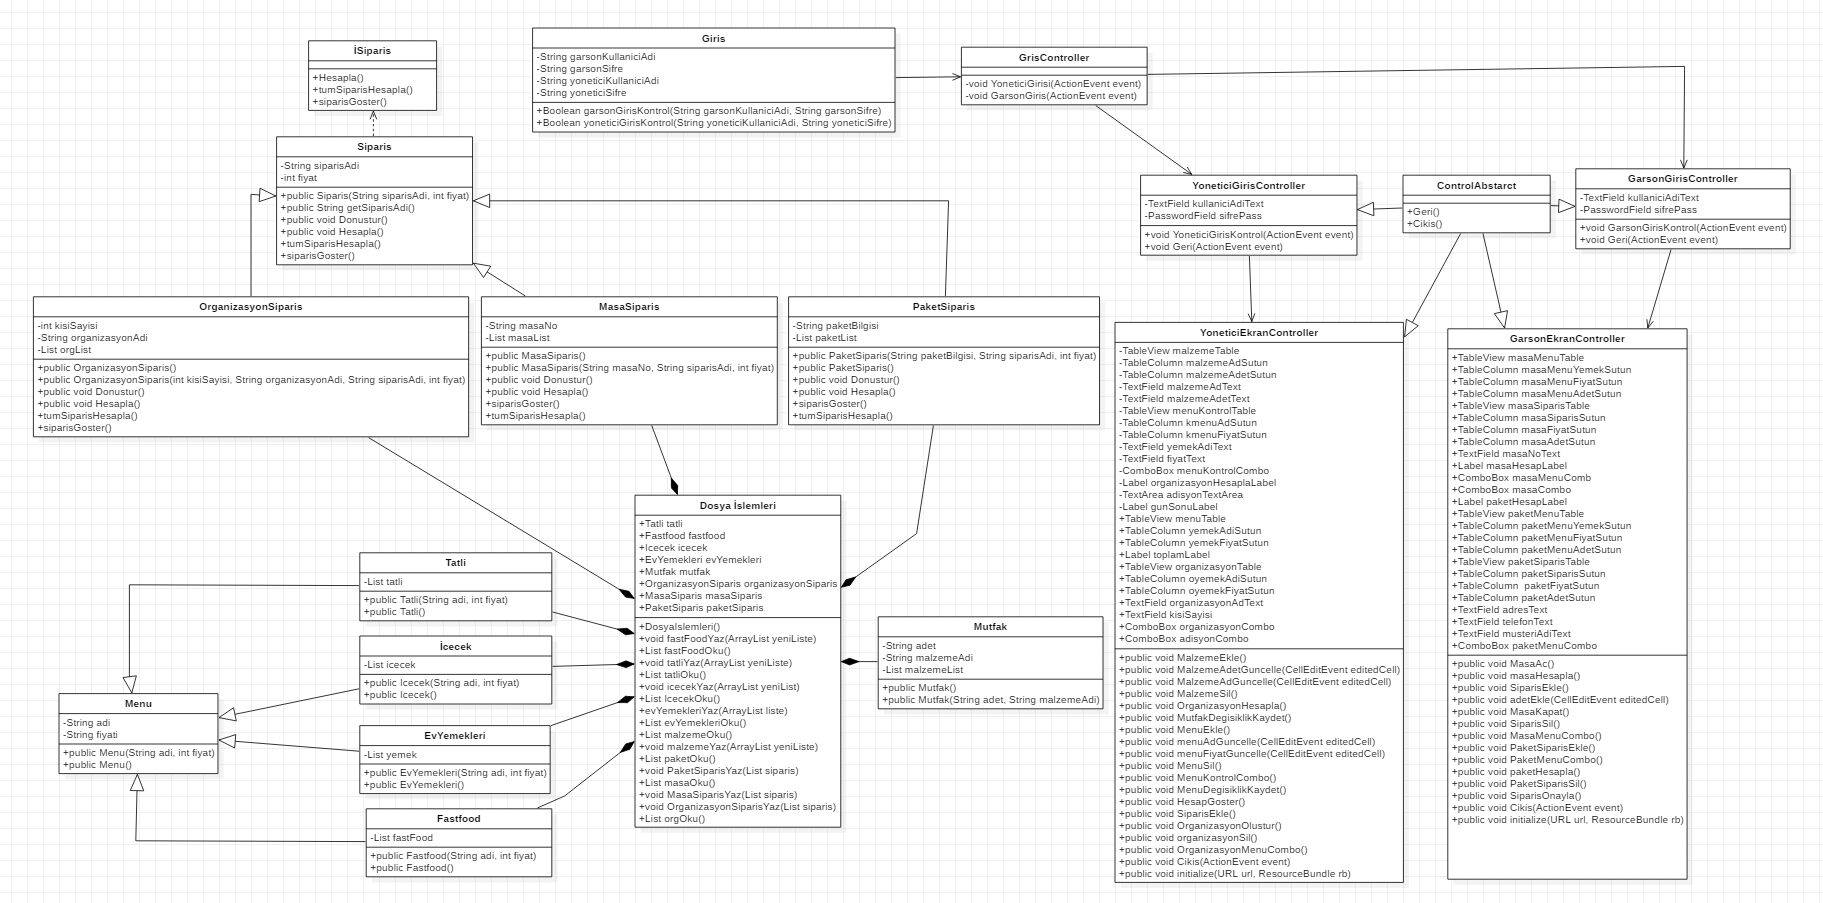 İSiparis
+Hesapla()
+tumSiparisHesapla()
+siparisGoster()
Giris
-String garsonKullaniciAdi
-String garsonSifre
-String yoneticiKullaniciAdi
-String yoneticiSifre
+Boolean garsonGirisKontrol(String garsonKullaniciAdi, String garsonSifre)
+Boolean yoneticiGirisKontrol(String yoneticiKullaniciAdi, String yoneticiSifre)
GrisController
-void YoneticiGirisi(ActionEvent event)
-void GarsonGiris(ActionEvent event)
Siparis
-String siparisAdi
-int fiyat
+public Siparis(String siparisAdi, int fiyat)
+public String getSiparisAdi()
+public void Donustur()
+public void Hesapla()
+tumSiparisHesapla()
+siparisGoster()
YoneticiGirisController
-TextField kullaniciAdiText
-PasswordField sifrePass
+void YoneticiGirisKontrol(ActionEvent event)
+void Geri(ActionEvent event)
ControlAbstarct
+Geri()
+Cikis()
GarsonGirisController
-TextField kullaniciAdiText
-PasswordField sifrePass
+void GarsonGirisKontrol(ActionEvent event)
+void Geri(ActionEvent event)
OrganizasyonSiparis
-int kisiSayisi
-String organizasyonAdi
-List orgList
+public OrganizasyonSiparis()
+public OrganizasyonSiparis(int kisiSayisi, String organizasyonAdi, String siparisAdi, int fiyat)
+public void Donustur()
+public void Hesapla()
+tumSiparisHesapla()
+siparisGoster()
MasaSiparis
-String masaNo
-List masaList
+public MasaSiparis()
+public MasaSiparis(String masaNo, String siparisAdi, int fiyat)
+public void Donustur()
+public void Hesapla()
+siparisGoster()
+tumSiparisHesapla()
PaketSiparis
-String paketBilgisi
-List paketList
+public PaketSiparis(String paketBilgisi, String siparisAdi, int fiyat)
+public PaketSiparis()
+public void Donustur()
+public void Hesapla()
+siparisGoster()
+tumSiparisHesapla()
YoneticiEkranController
-TableView malzemeTable
-TableColumn malzemeAdSutun
-TableColumn malzemeAdetSutun
-TextField malzemeAdText
-TextField malzemeAdetText
-TableView menuKontrolTable
-TableColumn kmenuAdSutun
-TableColumn kmenuFiyatSutun
-TextField yemekAdiText
-TextField fiyatText
-ComboBox menuKontrolCombo
-Label organizasyonHesaplaLabel
-TextArea adisyonTextArea
-Label gunSonuLabel
+TableView menuTable
+TableColumn yemekAdiSutun
+TableColumn yemekFiyatSutun
+Label toplamLabel
+TableView organizasyonTable
+TableColumn oyemekAdiSutun
+TableColumn oyemekFiyatSutun
+TextField organizasyonAdText
+TextField kisiSayisi
+ComboBox organizasyonCombo
+ComboBox adisyonCombo
+public void MalzemeEkle()
+public void MalzemeAdetGuncelle(CellEditEvent editedCell)
+public void MalzemeAdGuncelle(CellEditEvent editedCell)
+public void MalzemeSil()
+public void OrganizasyonHesapla()
+public void MutfakDegisiklikKaydet()
+public void MenuEkle()
+public void menuAdGuncelle(CellEditEvent editedCell)
+public void menuFiyatGuncelle(CellEditEvent editedCell)
+public void MenuSil()
+public void MenuKontrolCombo()
+public void MenuDegisiklikKaydet()
+public void HesapGoster()
+public void SiparisEkle()
+public void OrganizasyonOlustur()
+public void organizasyonSil()
+public void OrganizasyonMenuCombo()
+public void Cikis(ActionEvent event)
+public void initialize(URL url, ResourceBundle rb)
GarsonEkranController
+TableView masaMenuTable
+TableColumn masaMenuYemekSutun
+TableColumn masaMenuFiyatSutun
+TableColumn masaMenuAdetSutun
+TableView masaSiparisTable
+TableColumn masaSiparisSutun
+TableColumn masaFiyatSutun
+TableColumn masaAdetSutun
+TextField masaNoText
+Label masaHesapLabel
+ComboBox masaMenuComb
+ComboBox masaCombo
+Label paketHesapLabel
+TableView paketMenuTable
+TableColumn paketMenuYemekSutun
+TableColumn paketMenuFiyatSutun
+TableColumn paketMenuAdetSutun
+TableView paketSiparisTable
+TableColumn paketSiparisSutun
+TableColumn  paketFiyatSutun
+TableColumn paketAdetSutun
+TextField adresText
+TextField telefonText
+TextField musteriAdiText
+ComboBox paketMenuCombo
+public void MasaAc()
+public void masaHesapla()
+public void SiparisEkle()
+public void adetEkle(CellEditEvent editedCell)
+public void MasaKapat()
+public void SiparisSil()
+public void MasaMenuCombo()
+public void PaketSiparisEkle()
+public void PaketMenuCombo()
+public void paketHesapla()
+public void PaketSiparisSil()
+public void SiparisOnayla()
+public void Cikis(ActionEvent event)
+public void initialize(URL url, ResourceBundle rb)
Dosya İslemleri
+Tatli tatli
+Fastfood fastfood
+Icecek icecek
+EvYemekleri evYemekleri
+Mutfak mutfak
+OrganizasyonSiparis organizasyonSiparis
+MasaSiparis masaSiparis
+PaketSiparis paketSiparis
+DosyaIslemleri()
+void fastFoodYaz(ArrayList yeniListe)
+List fastFoodOku()
+void tatliYaz(ArrayList yeniListe)
+List tatliOku()
+void icecekYaz(ArrayList yeniList)
+List IcecekOku()
+evYemekleriYaz(ArrayList liste)
+List evYemekleriOku()
+List malzemeOku()
+void malzemeYaz(ArrayList yeniListe)
+List paketOku()
+void PaketSiparisYaz(List siparis)
+List masaOku()
+void MasaSiparisYaz(List siparis)
+void OrganizasyonSiparisYaz(List siparis)
+List orgOku()
Tatli
-List tatli
+public Tatli(String adi, int fiyat)
+public Tatli()
İcecek
-List icecek
+public Icecek(String adi, int fiyat)
+public Icecek()
Mutfak
-String adet
-String malzemeAdi
-List malzemeList
+public Mutfak()
+public Mutfak(String adet, String malzemeAdi)
Menu
-String adi
-String fiyati
+public Menu(String adi, int fiyat)
+public Menu()
EvYemekleri
-List yemek
+public EvYemekleri(String adi, int fiyat)
+public EvYemekleri()
Fastfood
-List fastFood
+public Fastfood(String adi, int fiyat)
+public Fastfood()